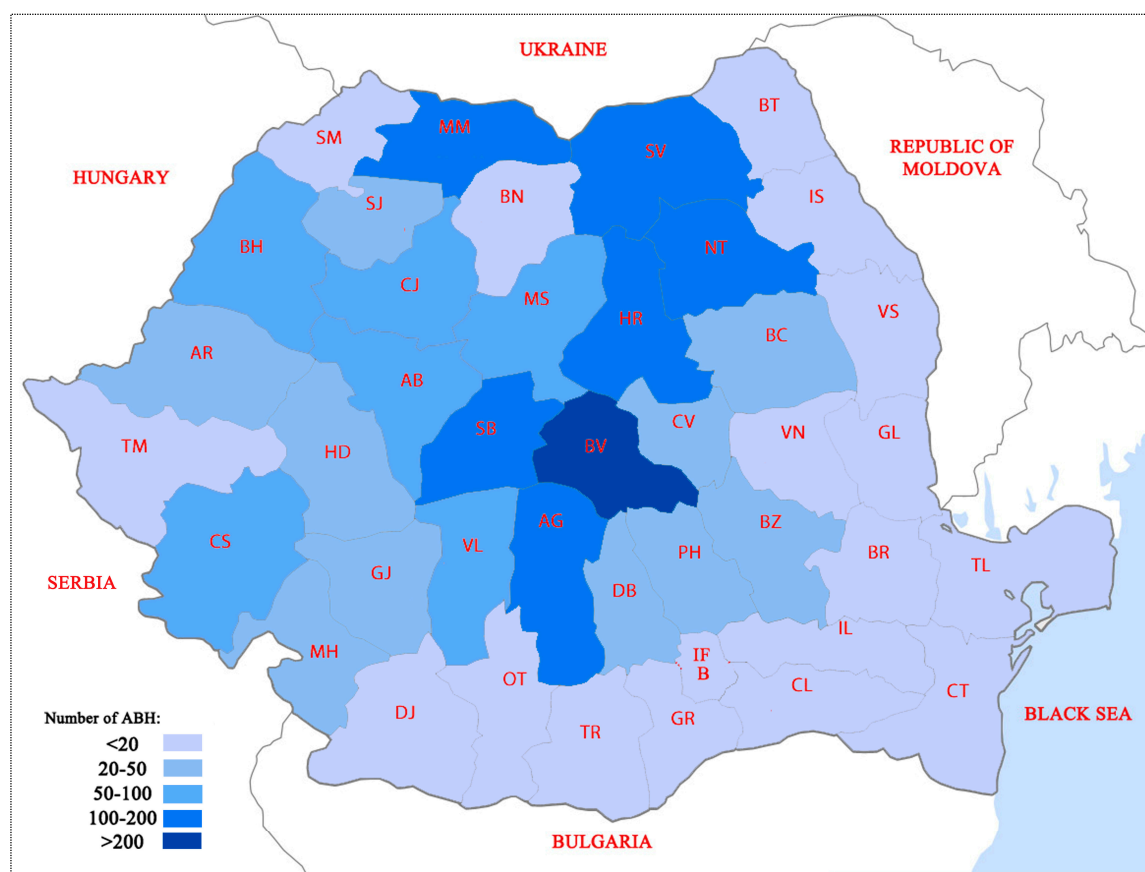 UKRAINE
BT
MM
SM
SV
REPUBLIC OF
MOLDOVA
HUNGARY
BN
IS
SJ
BH
NT
CJ
MS
VS
HR
BC
AR
AB
CV
SB
VN
GL
TM
BV
HD
AG
BZ
CS
VL
PH
BR
TL
GJ
SERBIA
DB
IL
MH
IF
B
OT
CL
CT
DJ
GR
BLACK SEA
TR
Number of ABH:
<20
20-50
50-100
100-200
>200
BULGARIA